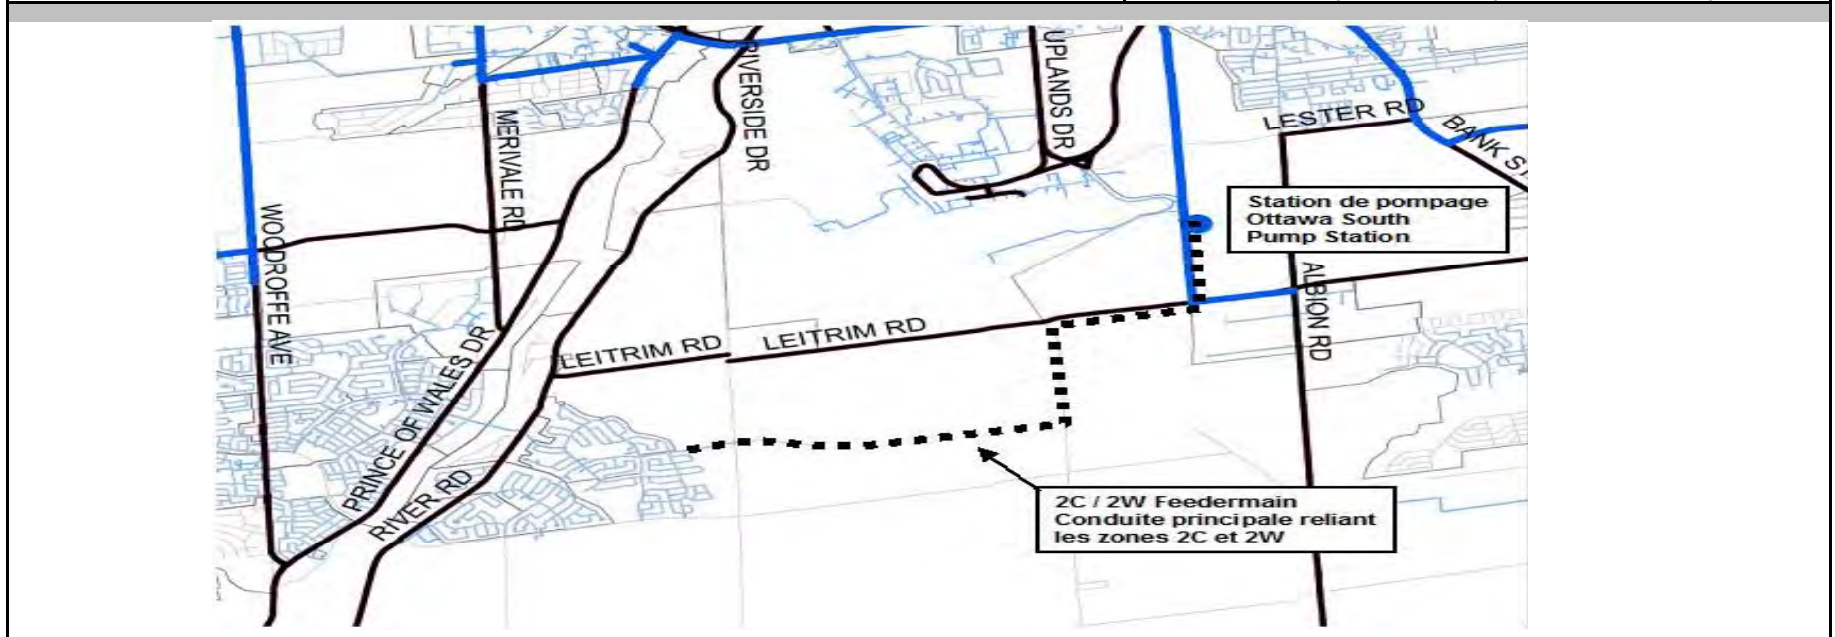 RIVERSIDE DR
UPLANDS DR
LESTER RD
BANK ST
MERIVALE RD
Station de pompage
Ottawa South
Pump Station
WOODROFFE AVE
ALBION RD
LEITRIM RD
LEITRIM RD
PRINCE OF WALES DR
RIVER RD
2C / 2W Feedermain
Conduite principale reliant
les zones 2C et 2W